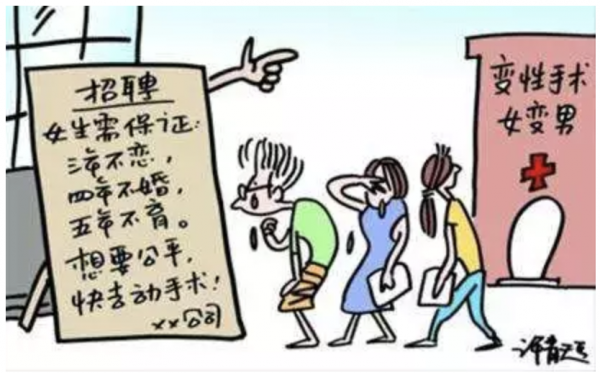 招聘
女生需保证:
三年不恋,
四年不婚,
五年不育。
想要公平,
快去动手术!
××公司
变性手术
女变男